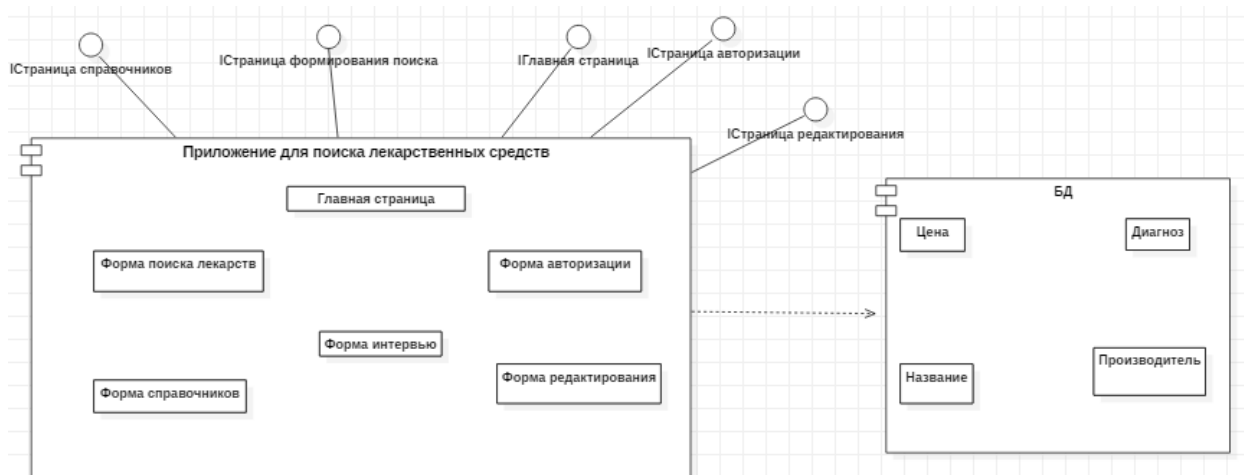 IСтраница справочников
IСтраница формирования поиска
IГлавная страница
IСтраница авторизации
IСтраница редактирования
Приложение для поиска лекарственных средств
Главная страница
Форма поиска лекарств
Форма авторизации
Форма интервью
Форма справочников
Форма редактирования
БД
Цена
Диагноз
Название
Производитель